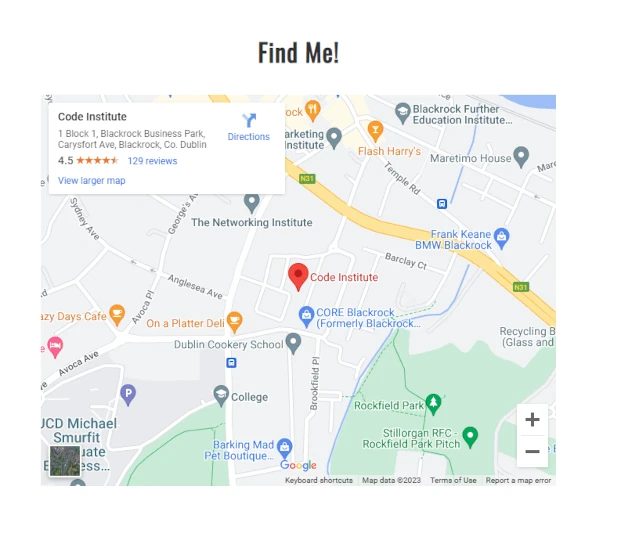 Find Me!
Code Institute
1 Block 1, Blackrock Business Park,
Carysfort Ave, Blackrock, Co. Dublin
4.5
129 reviews
View larger map
Directions
ock
Blackrock Further
Education Institute...
arketing
Institute
Flash Harry's
Maretimo House
Mare
Temple Rd
N31
George's Av
Sydney Ave
The Networking Institute
Frank Keane
BMW Blackrock
Barclay Ct
Code Institute
Anglesea Ave
N31
Avoca Pl
azy Days Cafe
On a Platter Deli
CORE Blackrock
(Formerly Blackrock...
Recycling B
(Glass and
Dublin Cookery School
e
Avoca Ave
Brookfield Pl
P
College
Rockfield Park
UCD Michael
Smurfit
uate
ess...
Stillorgan RFC -
Rockfield Park Pitch
Barking Mad
Pet Boutique...
Google
Keyboard shortcuts
Map data ©2023
Terms of Use
Report a map error